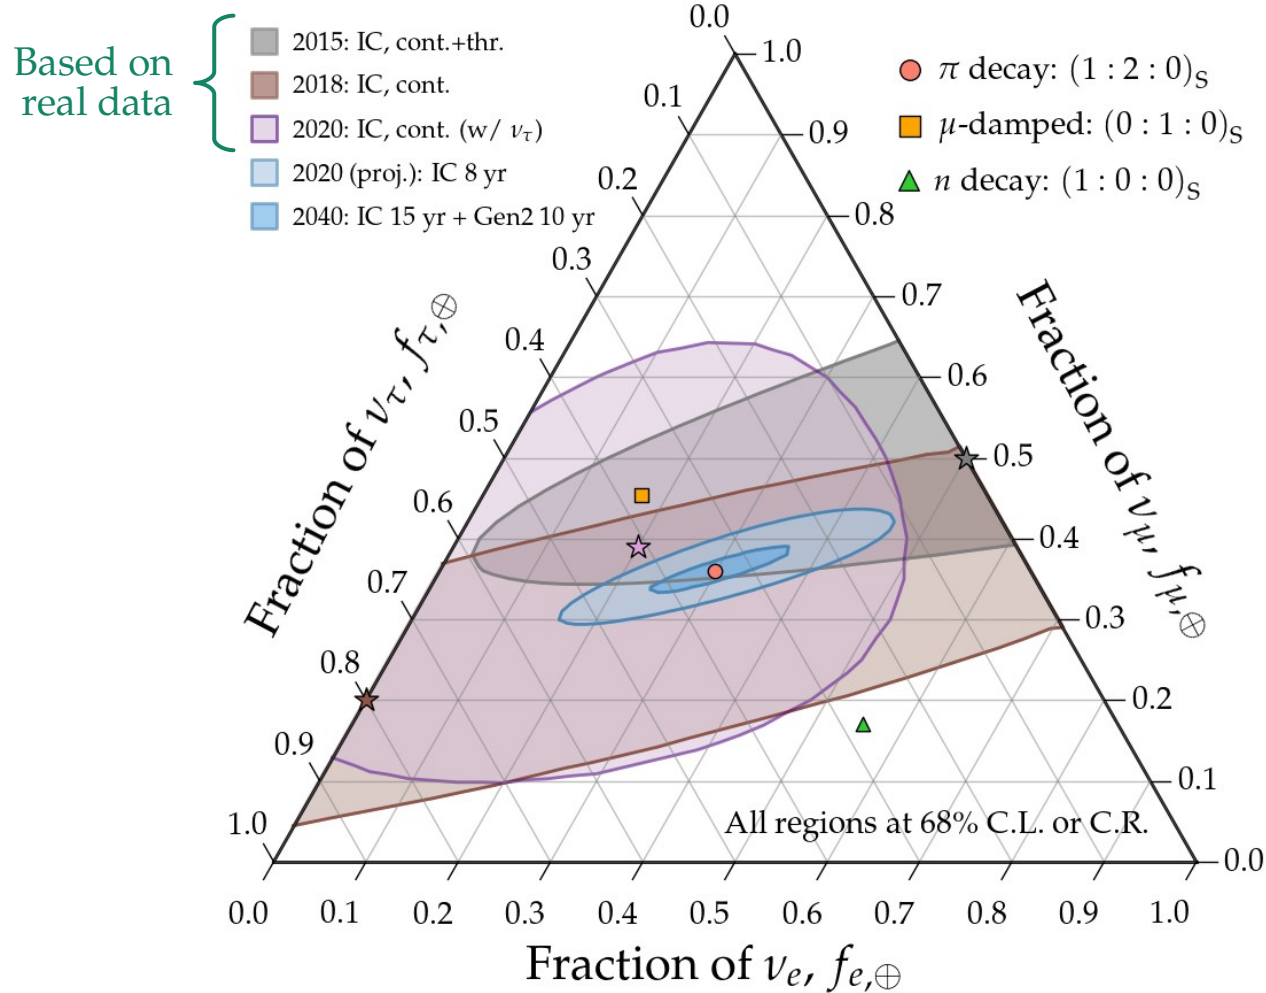 Based on
real data
2015: IC, cont.+thr.
2018: IC, cont.
2020: IC, cont. (w/ ντ)
2020 (proj.): IC 8 yr
2040: IC 15 yr + Gen2 10 yr
π decay: (1 : 2 : 0)S
μ-damped: (0 : 1 : 0)S
n decay: (1 : 0 : 0)S
Fraction of ντ, fτ,⊗
0.0
0.1
0.2
0.3
0.4
0.5
0.6
0.7
0.8
0.9
1.0
Fraction of νμ, fμ,⊗
1.0
0.9
0.8
0.7
0.6
0.5
0.4
0.3
0.2
0.1
0.0
All regions at 68% C.L. or C.R.
0.0 0.1 0.2 0.3 0.4 0.5 0.6 0.7 0.8 0.9 1.0
Fraction of νe, fe,⊕